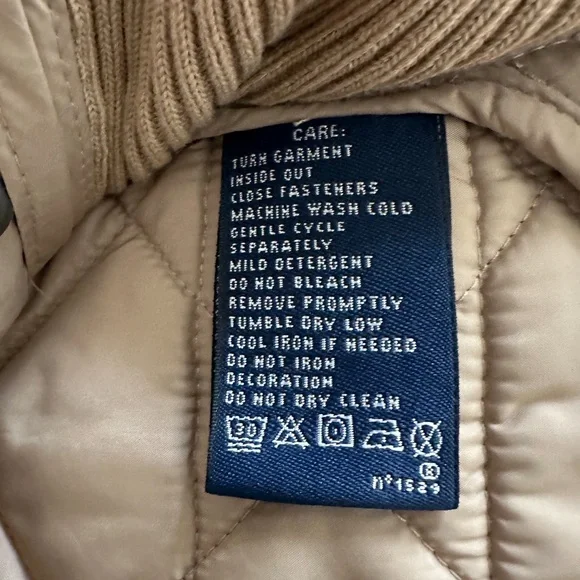 CARE:
TURN GARMENT
INSIDE OUT
CLOSE FASTENERS
MACHINE WASH COLD
GENTLE CYCLE
SEPARATELY
MILD DETERGENT
DO NOT BLEACH
REMOVE PROMPTLY
TUMBLE DRY LOW
COOL IRON IF NEEDED
DO NOT IRON
DECORATION
DO NOT DRY CLEAN
30
®
nº1529